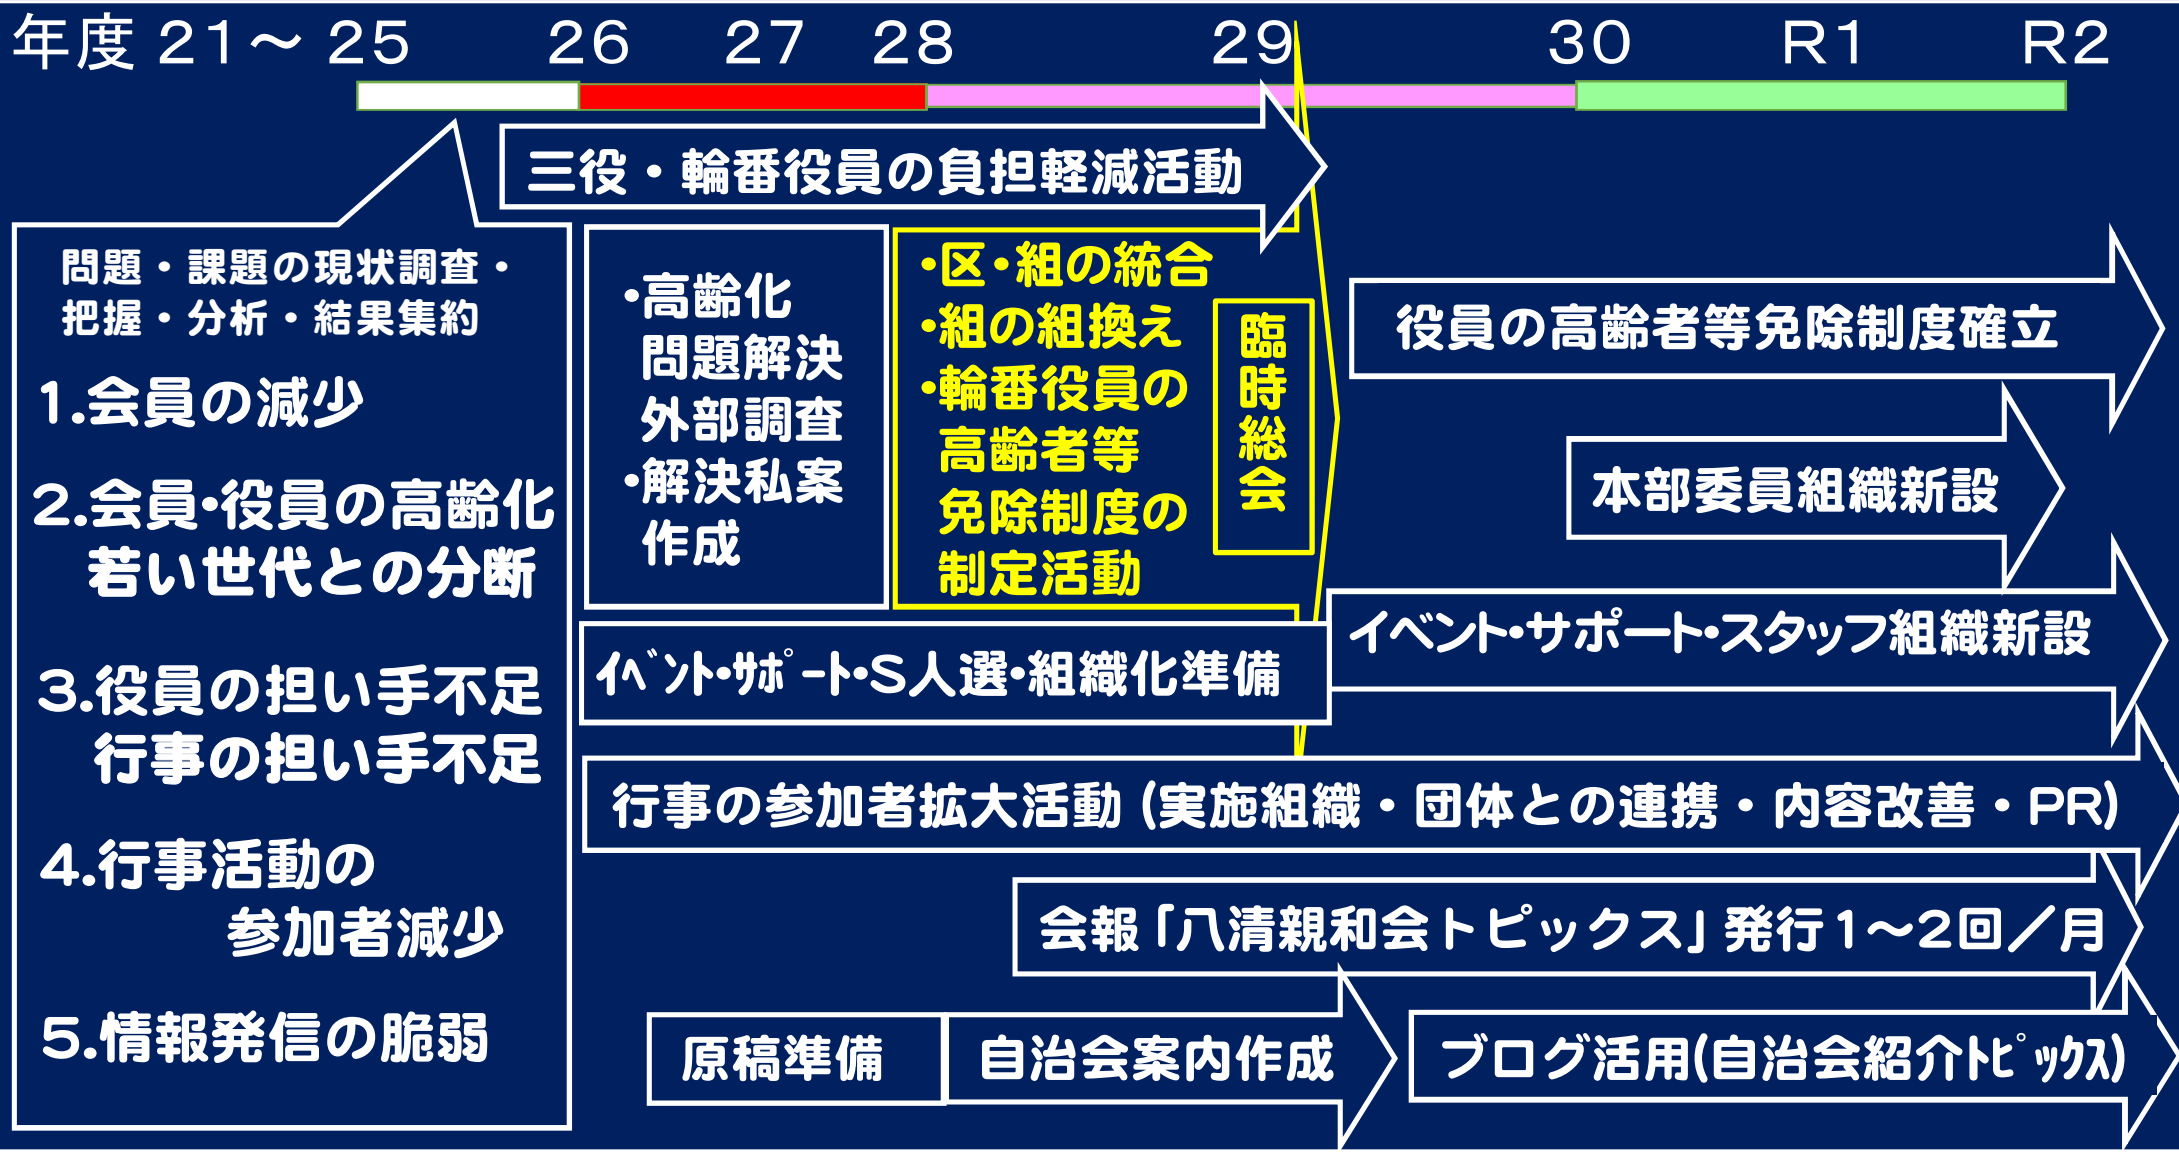 年度 21～ 25 26 27 28 29 30 R1 R2
三役・輪番役員の負担軽減活動
問題・課題の現状調査・
把握・分析・結果集約
1.会員の減少
2.会員・役員の高齢化
若い世代との分断
3.役員の担い手不足
行事の担い手不足
4.行事活動の
参加者減少
5.情報発信の脆弱
・高齢化
問題解決
外部調査
・解決私案
作成
・区・組の統合
・組の組換え
・輪番役員の
高齢者等
免除制度の
制定活動
臨時総会
役員の高齢者等免除制度確立
本部委員組織新設
イベント・サポート・スタッフ組織新設
ｲﾍﾞﾝﾄ・ｻﾎﾟｰﾄ・S人選・組織化準備
行事の参加者拡大活動（実施組織・団体との連携・内容改善・PR）
会報「八清親和会トピックス」発行1～2回／月
原稿準備
自治会案内作成
ブログ活用(自治会紹介ﾄﾋﾟｯｸｽ)